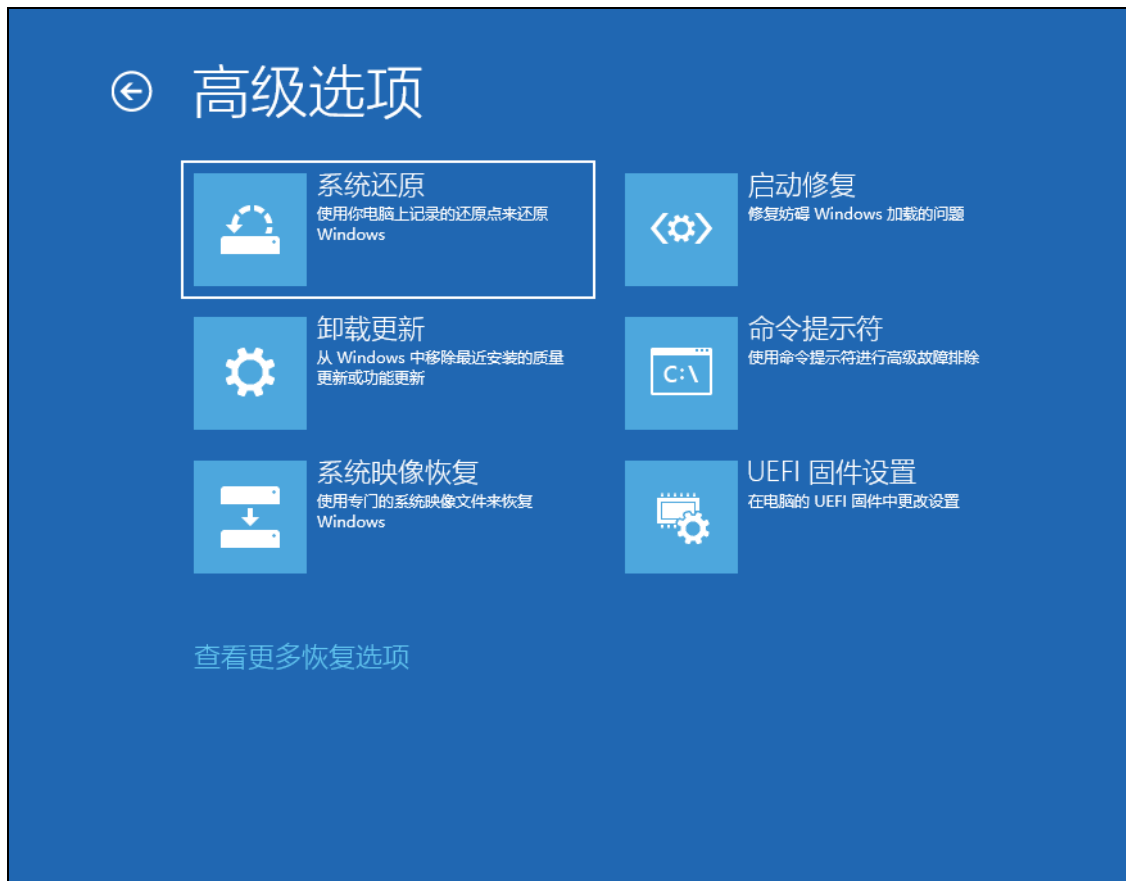 高级选项
系统还原
使用你电脑上记录的还原点来还原
Windows
启动修复
修复妨碍 Windows 加载的问题
卸载更新
从 Windows 中移除最近安装的质量
更新或功能更新
命令提示符
使用命令提示符进行高级故障排除
C:\
系统映像恢复
使用专门的系统映像文件来恢复
Windows
UEFI 固件设置
在电脑的 UEFI 固件中更改设置
查看更多恢复选项